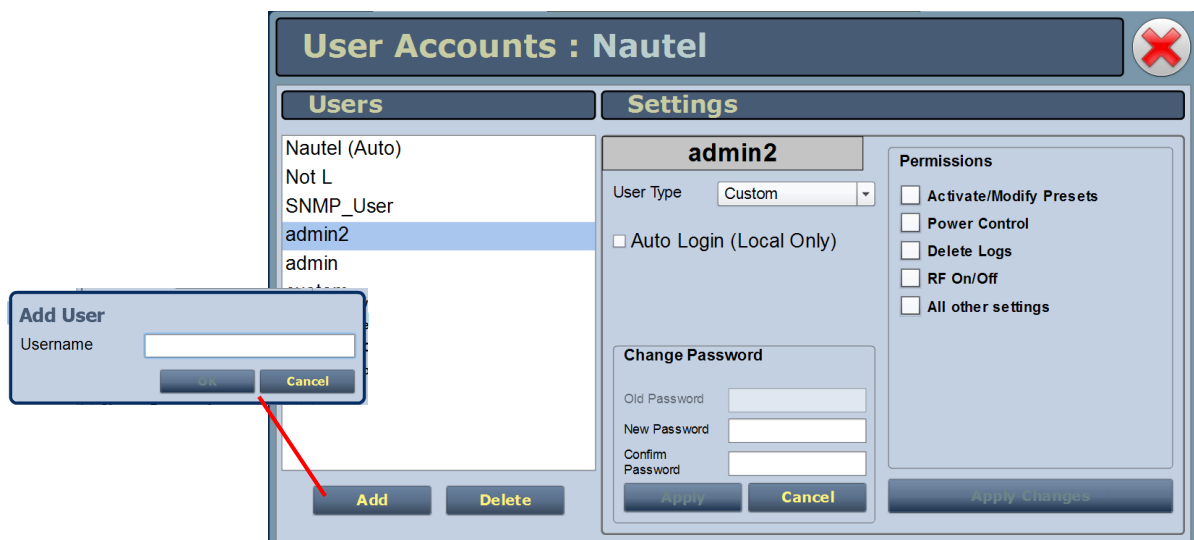 User Accounts : Nautel
Users
Settings
Nautel (Auto)
Not L
SNMP_User
admin2
admin
admin2
User Type
Custom
Auto Login (Local Only)
Permissions
Activate/Modify Presets
Power Control
Delete Logs
RF On/Off
All other settings
Add User
Username
OK
Cancel
Change Password
Old Password
New Password
Confirm
Password
Apply
Cancel
Add
Delete
Apply Changes